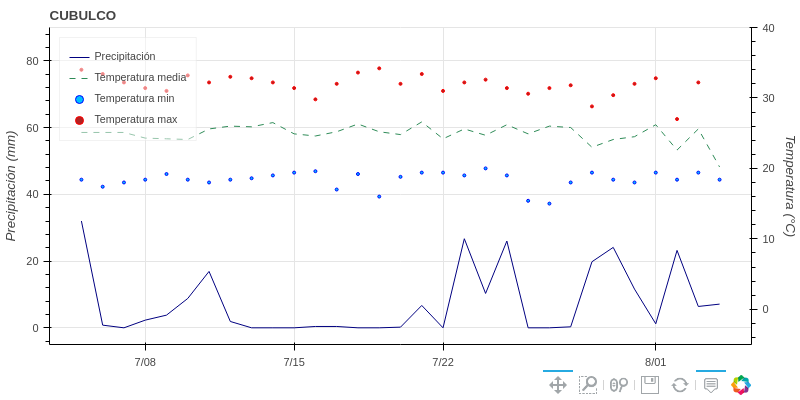 CUBULCO
Precipitación
Temperatura media
Temperatura min
Temperatura max
Precipitación (mm)
80
60
40
20
0
Temperatura (°C)
40
30
20
10
0
7/08
7/15
7/22
8/01